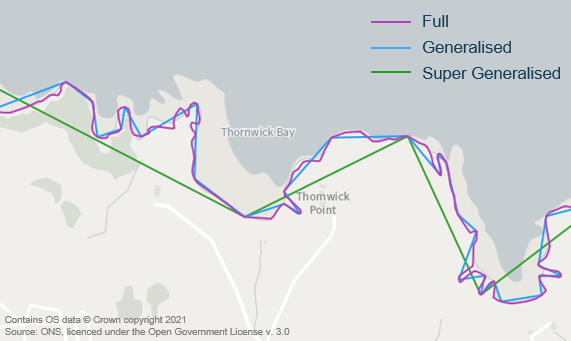 Full
Generalised
Super Generalised
Thornwick Bay
Thornwick
Point
Contains OS data © Crown copyright 2021
Source: ONS, licenced under the Open Government License v. 3.0